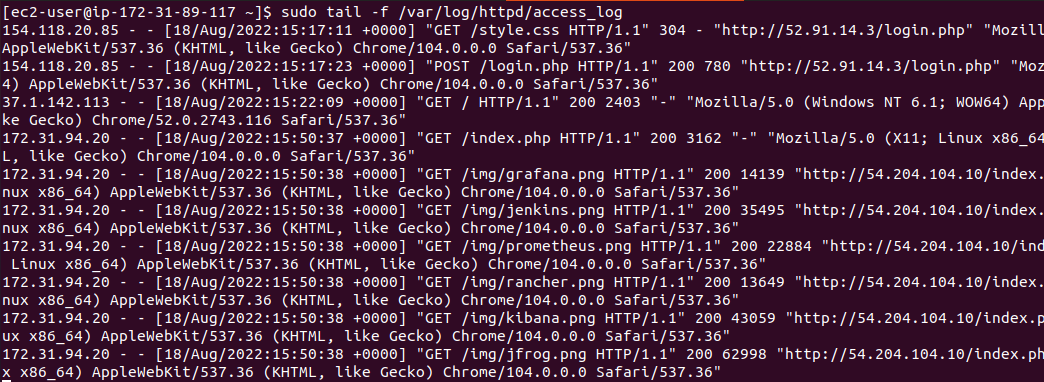 [ec2-user@ip-172-31-89-117 ~]$ sudo tail -f /var/log/httpd/access_log
154.118.20.85 - - [18/Aug/2022:15:17:11 +0000] "GET /style.css HTTP/1.1" 304 - "http://52.91.14.3/login.php" "Mozill
AppleWebKit/537.36 (KHTML, like Gecko) Chrome/104.0.0.0 Safari/537.36"
154.118.20.85 - - [18/Aug/2022:15:17:23 +0000] "POST /login.php HTTP/1.1" 200 780 "http://52.91.14.3/login.php" "Moz
4) AppleWebKit/537.36 (KHTML, like Gecko) Chrome/104.0.0.0 Safari/537.36"
37.1.142.113 - - [18/Aug/2022:15:22:09 +0000] "GET / HTTP/1.1" 200 2403 "-" "Mozilla/5.0 (Windows NT 6.1; WOW64) App
ke Gecko) Chrome/52.0.2743.116 Safari/537.36"
172.31.94.20 - - [18/Aug/2022:15:50:37 +0000] "GET /index.php HTTP/1.1" 200 3162 "-" "Mozilla/5.0 (X11; Linux x86_64
L, like Gecko) Chrome/104.0.0.0 Safari/537.36"
172.31.94.20 - - [18/Aug/2022:15:50:38 +0000] "GET /img/grafana.png HTTP/1.1" 200 14139 "http://54.204.104.10/index.
nux x86_64) AppleWebKit/537.36 (KHTML, like Gecko) Chrome/104.0.0.0 Safari/537.36"
172.31.94.20 - - [18/Aug/2022:15:50:38 +0000] "GET /img/jenkins.png HTTP/1.1" 200 35495 "http://54.204.104.10/index.
nux x86_64) AppleWebKit/537.36 (KHTML, like Gecko) Chrome/104.0.0.0 Safari/537.36"
172.31.94.20 - - [18/Aug/2022:15:50:38 +0000] "GET /img/prometheus.png HTTP/1.1" 200 22884 "http://54.204.104.10/ind
Linux x86_64) AppleWebKit/537.36 (KHTML, like Gecko) Chrome/104.0.0.0 Safari/537.36"
172.31.94.20 - - [18/Aug/2022:15:50:38 +0000] "GET /img/rancher.png HTTP/1.1" 200 13649 "http://54.204.104.10/index.
nux x86_64) AppleWebKit/537.36 (KHTML, like Gecko) Chrome/104.0.0.0 Safari/537.36"
172.31.94.20 - - [18/Aug/2022:15:50:38 +0000] "GET /img/kibana.png HTTP/1.1" 200 43059 "http://54.204.104.10/index.p
ux x86_64) AppleWebKit/537.36 (KHTML, like Gecko) Chrome/104.0.0.0 Safari/537.36"
172.31.94.20 - - [18/Aug/2022:15:50:38 +0000] "GET /img/jfrog.png HTTP/1.1" 200 62998 "http://54.204.104.10/index.ph
x x86_64) AppleWebKit/537.36 (KHTML, like Gecko) Chrome/104.0.0.0 Safari/537.36"